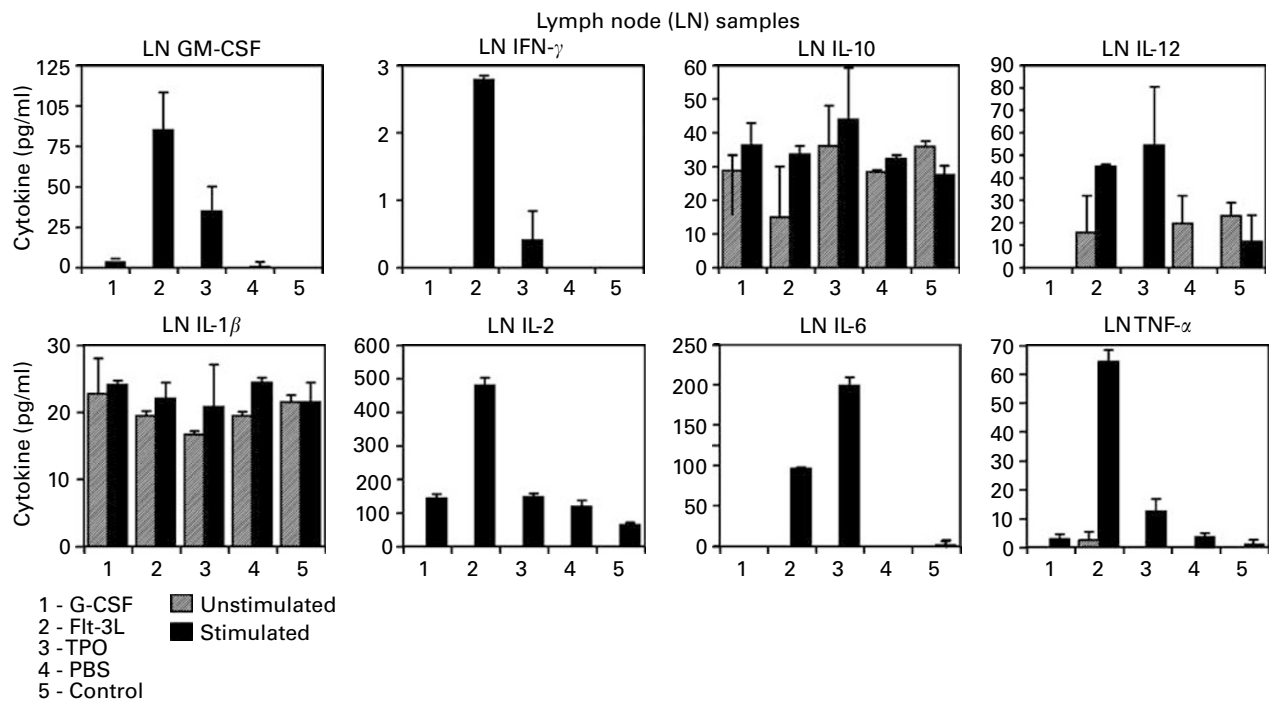 Lymph node (LN) samples
LN GM-CSF
LN IFN-γ
LN IL-10
LN IL-12
Cytokine (pg/ml)
125
105
75
50
25
0
1 2 3 4 5
3
2
1
0
1 2 3 4 5
60
50
40
30
20
10
0
1 2 3 4 5
90
80
70
60
50
40
30
20
10
0
1 2 3 4 5
LN IL-1β
LN IL-2
LN IL-6
LN TNF-α
Cytokine (pg/ml)
30
20
10
0
1 2 3 4 5
600
500
400
300
200
100
0
1 2 3 4 5
250
200
150
100
50
0
1 2 3 4 5
70
60
50
40
30
20
10
0
1 2 3 4 5
1 - G-CSF
2 - Flt-3L
3 -TPO
4 - PBS
5 - Control
Unstimulated
Stimulated